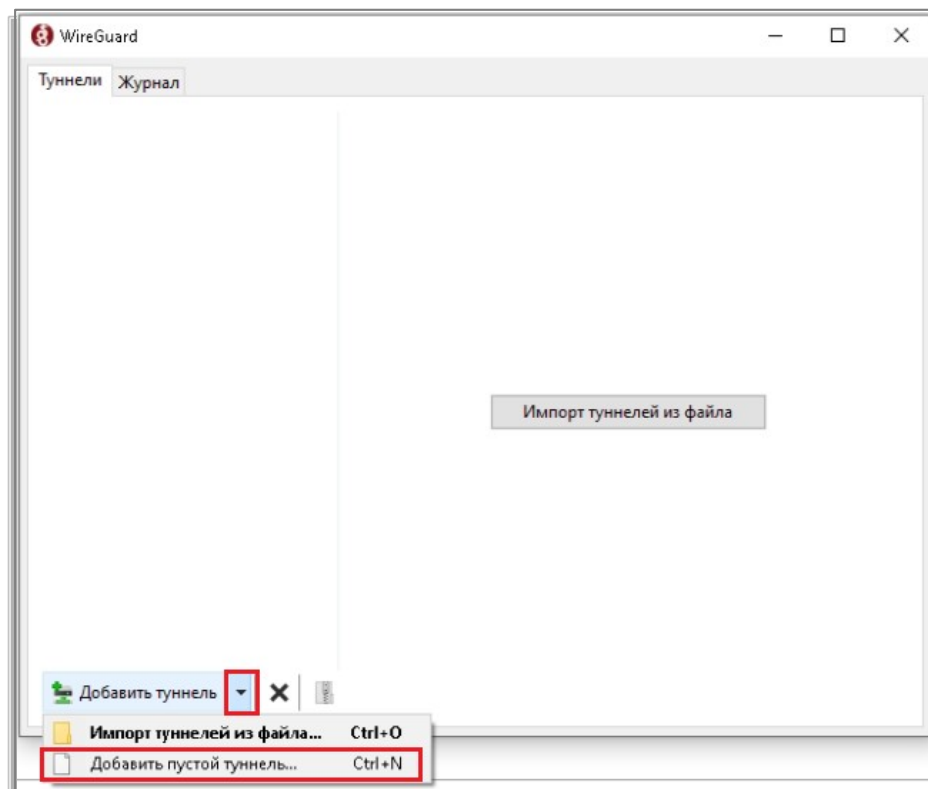 WireGuard
Туннели Журнал
Импорт туннелей из файла
Добавить туннель
Импорт туннелей из файла... Ctrl+O
Добавить пустой туннель... Ctrl+N